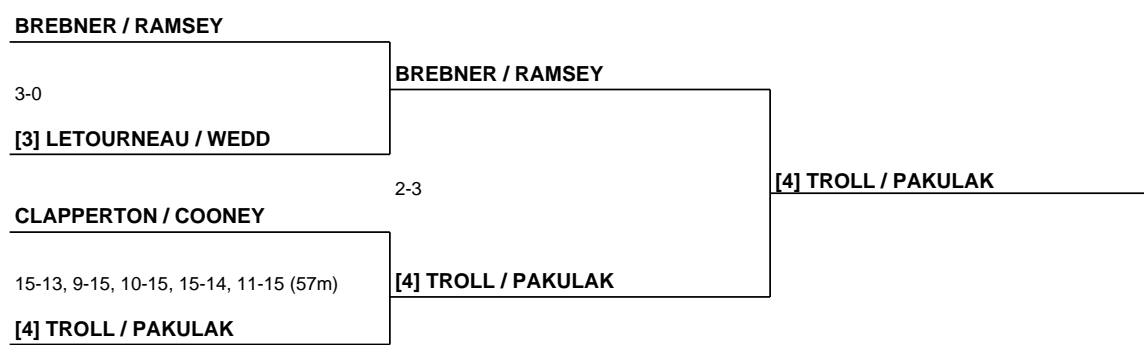 BREBNER / RAMSEY
BREBNER / RAMSEY
3-0
[3] LETOURNEAU / WEDD
[4] TROLL / PAKULAK
2-3
CLAPPERTON / COONEY
15-13, 9-15, 10-15, 15-14, 11-15 (57m)
[4] TROLL / PAKULAK
[4] TROLL / PAKULAK